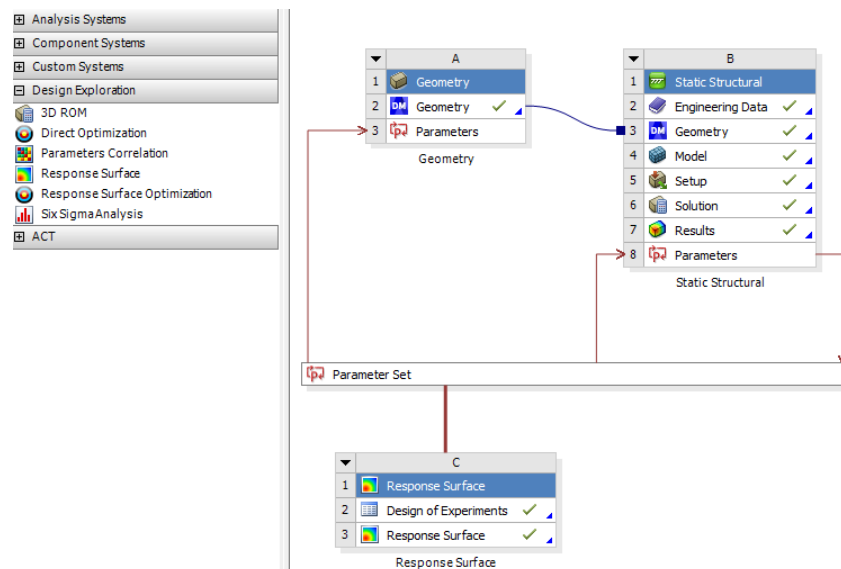 Analysis Systems
Component Systems
Custom Systems
Design Exploration
3D ROM
Direct Optimization
Parameters Correlation
Response Surface
Response Surface Optimization
Six Sigma Analysis
ACT
A
1 Geometry
2 DM Geometry
3 Parameters
Geometry
B
1 Static Structural
2 Engineering Data
3 DM Geometry
4 Model
5 Setup
6 Solution
7 Results
8 Parameters
Static Structural
Parameter Set
C
1 Response Surface
2 Design of Experiments
3 Response Surface
Response Surface